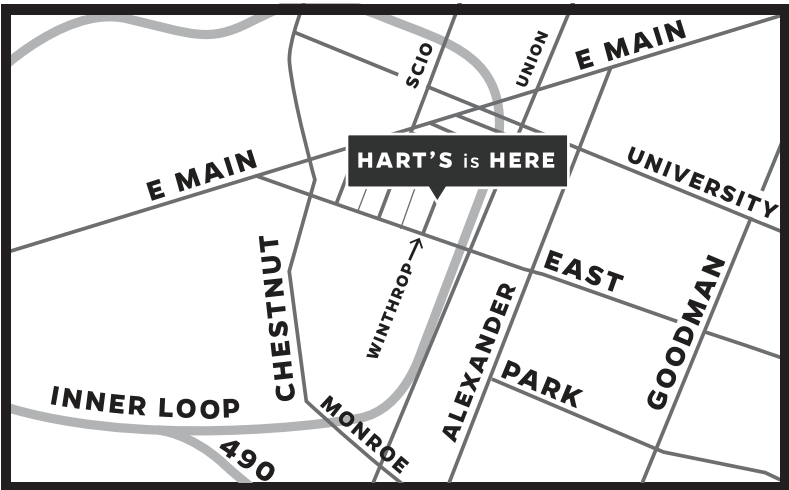 SCIO
UNION
E MAIN
HART'S is HERE
E MAIN
UNIVERSITY
CHESTNUT
WINTHROP
EAST
GOODMAN
ALEXANDER
PARK
INNER LOOP
MONROE
490